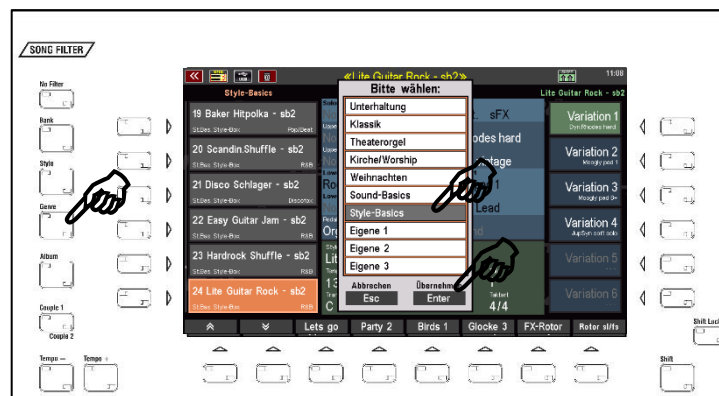 SONG FILTER
No Filter
Bank
Style
Genre
Album
Couple 1
Couple 2
Tempo –
Tempo +
«Lite Guitar Rock - sb2»
11:08
Style-Basics
Lite Guitar Rock - sb2
19 Baker Hitpolka - sb2
St.Bas Style-Box
Pop/Beat
20 Scandin.Shuffle - sb2
St.Bas Style-Box
R&B
21 Disco Schlager - sb2
St.Bas Style-Box
Discofox
22 Easy Guitar Jam - sb2
St.Bas Style-Box
R&B
23 Hardrock Shuffle - sb2
St.Bas Style-Box
R&B
24 Lite Guitar Rock - sb2
St.Bas Style-Box
R&B
Bitte wählen:
Unterhaltung
Klassik
Theaterorgel
Kirche/Worship
Weihnachten
Sound-Basics
Style-Basics
Eigene 1
Eigene 2
Eigene 3
Abbrechen
Esc
Enter
sFX
hard
Lead
4/4
Variation 1
Dyn Rhodes hard
Variation 2
Moogly pad 1
Variation 3
Moogly pad 8+
Variation 4
Variation 5
Variation 6
Lets go
Party 2
Birds 1
Glocke 3
FX-Rotor
Rotor sl/fs
Shift Lock
Shift